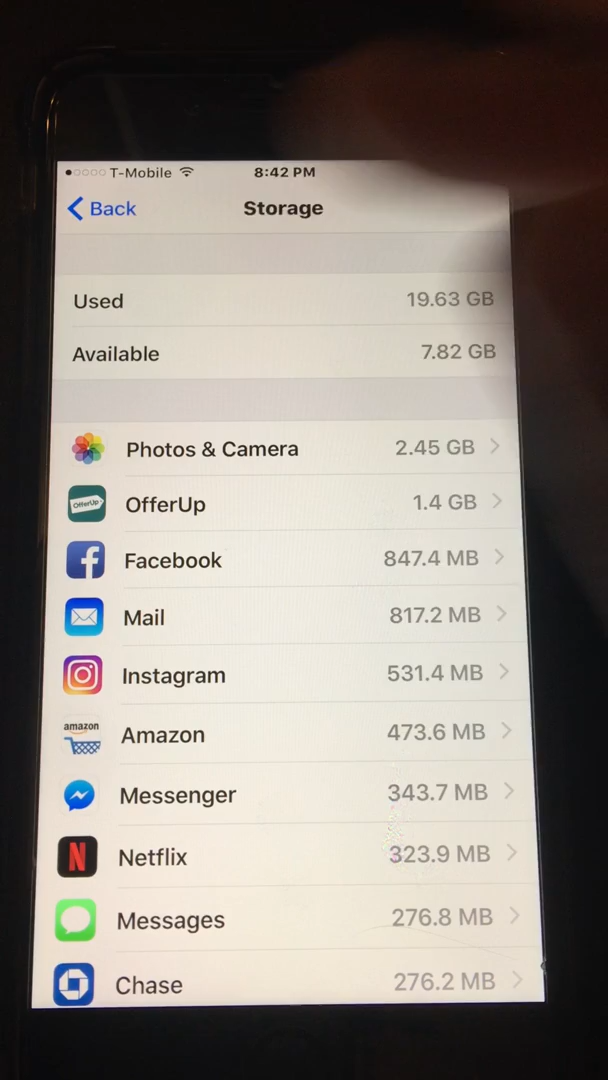 T-Mobile 8:42 PM
Back Storage
Used 19.63 GB
Available 7.82 GB
Photos & Camera 2.45 GB
OfferUp OfferUp 1.4 GB
Facebook 847.4 MB
Mail 817.2 MB
Instagram 531.4 MB
amazon Amazon 473.6 MB
Messenger 343.7 MB
N Netflix 323.9 MB
Messages 276.8 MB
Chase 276.2 MB